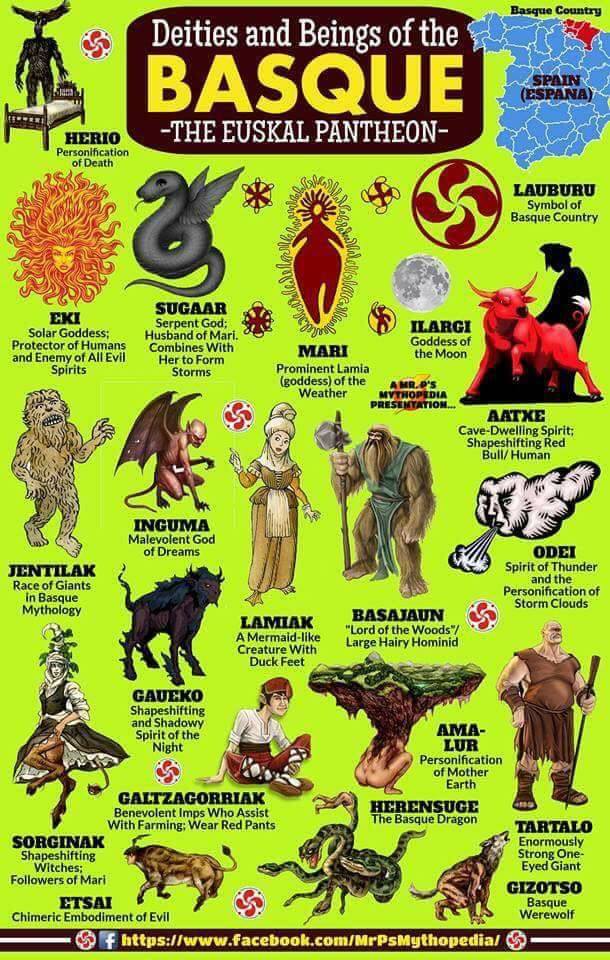 Basque Country
Deities and Beings of the
BASQUE
-THE EUSKAL PANTHEON-
SPAIN
(ESPANA)
HERIO
Personification
of Death
LAUBURU
Symbol of
Basque Country
EKI
Solar Goddess;
Protector of Humans
and Enemy of All Evil
Spirits
SUGAAR
Serpent God;
Husband of Mari.
Combines With
Her to Form
Storms
MARI
Prominent Lamia
(goddess) of the
Weather
ILARGI
Goddess of
the Moon
A MR. P'S
MYTHOPEDIA
PRESENTATION...
AATXE
Cave-Dwelling Spirit;
Shapeshifting Red
Bull/ Human
JENTILAK
Race of Giants
in Basque
Mythology
INGUMA
Malevolent God
of Dreams
LAMIAK
A Mermaid-like
Creature With
Duck Feet
BASAJAUN
"Lord of the Woods"/
Large Hairy Hominid
ODEI
Spirit of Thunder
and the
Personification of
Storm Clouds
GAUEKO
Shapeshifting
and Shadowy
Spirit of the
Night
GALTZAGORRIAK
Benevolent Imps Who Assist
With Farming; Wear Red Pants
AMA-
LUR
Personification
of Mother
Earth
HERENSUGE
The Basque Dragon
TARTALO
Enormously
Strong One-
Eyed Giant
SORGINAK
Shapeshifting
Witches;
Followers of Mari
ETSAI
Chimeric Embodiment of Evil
GIZOTSO
Basque
Werewolf
f https://www.facebook.com/MrPsMythopedia/